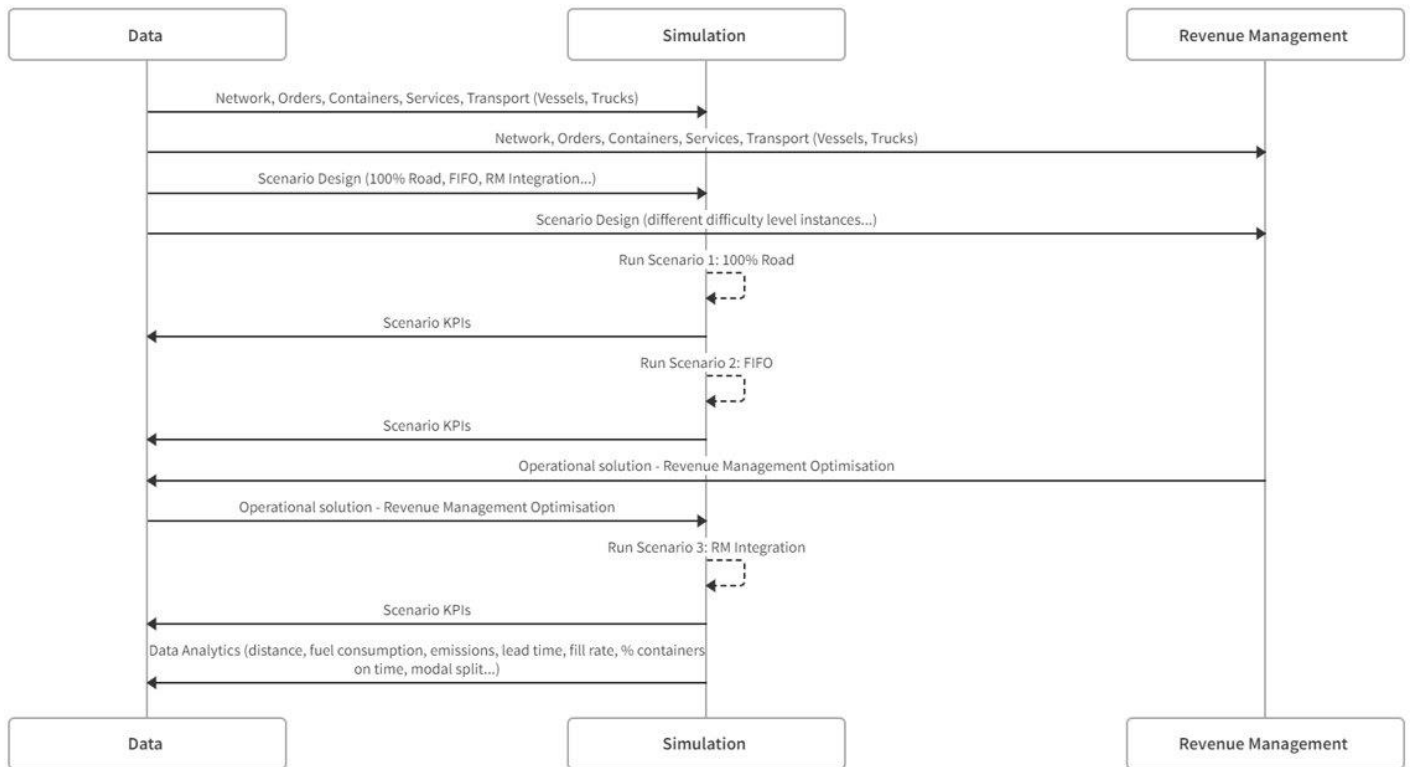 Data
Simulation
Revenue Management
Network, Orders, Containers, Services, Transport (Vessels, Trucks)
Network, Orders, Containers, Services, Transport (Vessels, Trucks)
Scenario Design (100% Road, FIFO, RM Integration...)
Scenario Design (different difficulty level instances...)
Run Scenario 1: 100% Road
Scenario KPIs
Run Scenario 2: FIFO
Scenario KPIs
Operational solution - Revenue Management Optimisation
Operational solution - Revenue Management Optimisation
Run Scenario 3: RM Integration
Scenario KPIs
Data Analytics (distance, fuel consumption, emissions, lead time, fill rate, % containers
on time, modal split...)
Data
Simulation
Revenue Management